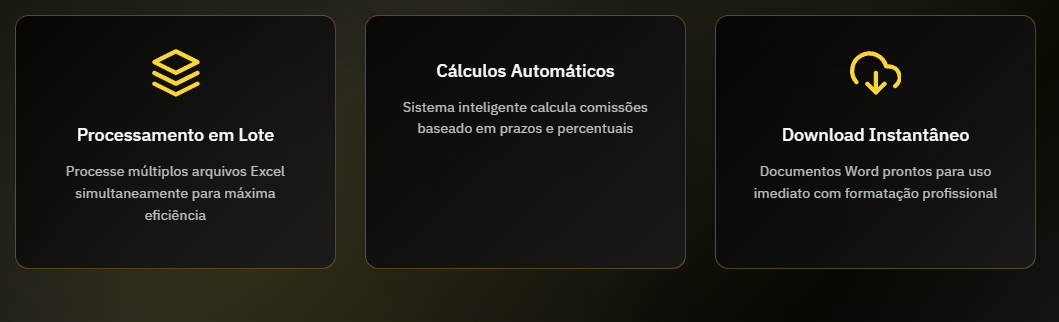 Processamento em Lote
Processe múltiplos arquivos Excel
simultaneamente para máxima
eficiência
Cálculos Automáticos
Sistema inteligente calcula comissões
baseado em prazos e percentuais
Download Instantâneo
Documentos Word prontos para uso
imediato com formatação profissional